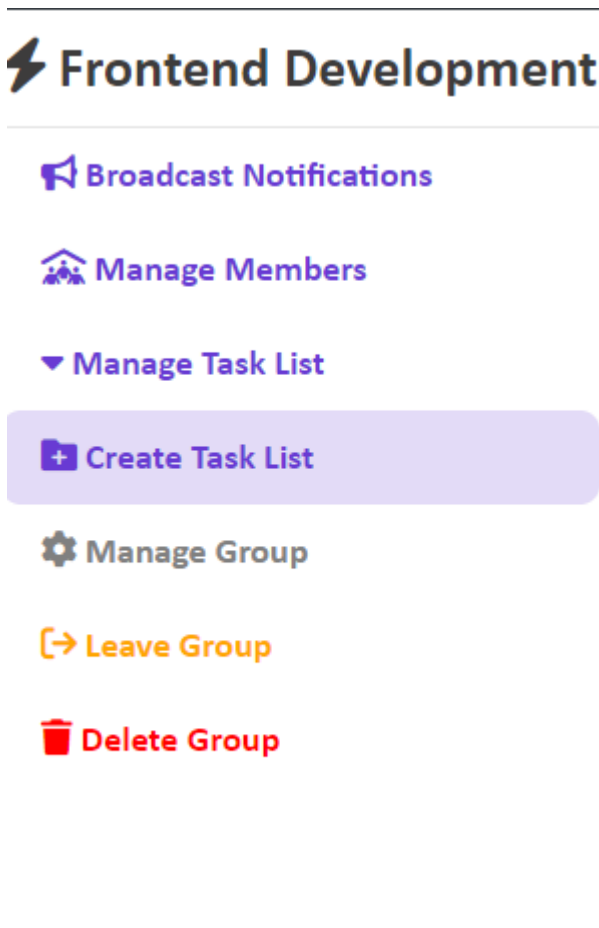 Frontend Development
Broadcast Notifications
Manage Members
Manage Task List
Create Task List
Manage Group
Leave Group
Delete Group